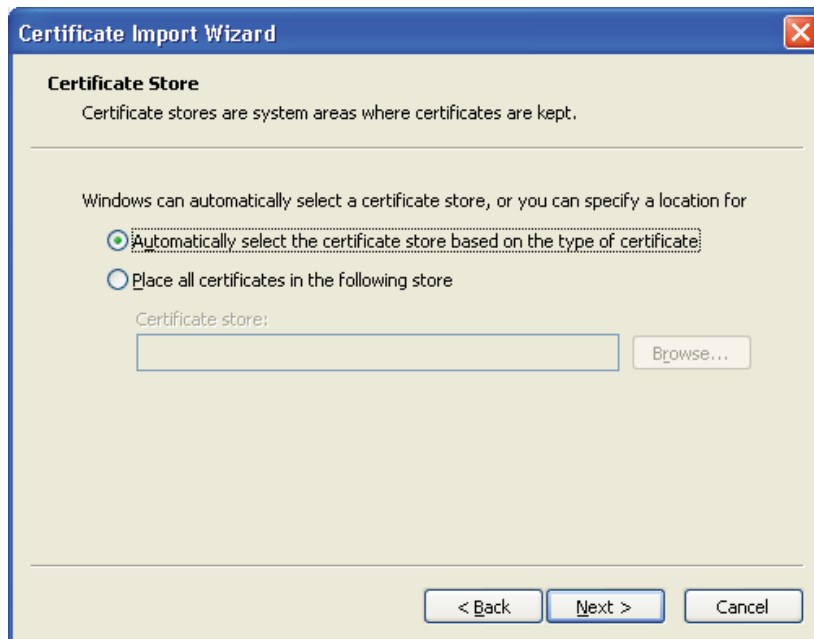 Certificate Import Wizard
Certificate Store
Certificate stores are system areas where certificates are kept.
Windows can automatically select a certificate store, or you can specify a location for
Automatically select the certificate store based on the type of certificate
Place all certificates in the following store
Certificate store:
Browse...
< Back Next > Cancel